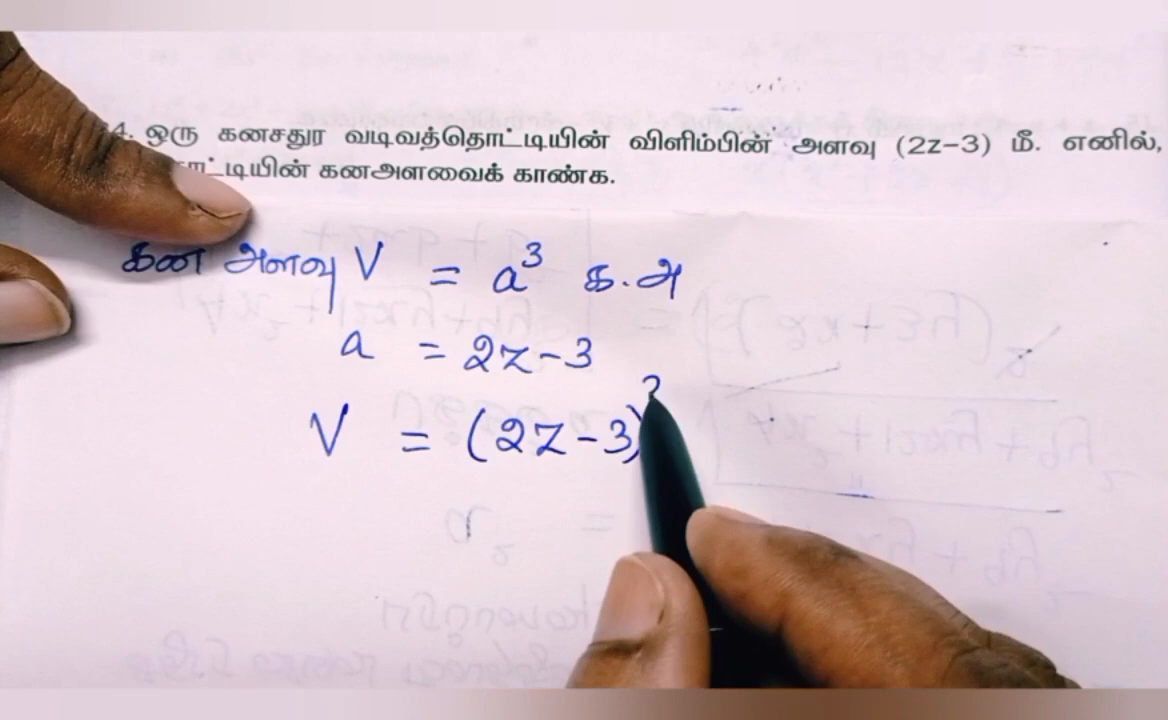 4. ஒரு கனசதுர வடிவத்தொட்டியின் விளிம்பின் அளவு (2z-3) மீ. எனில்,
ட்டியின் கனஅளவைக் காண்க.
கன அளவு V = a³ க.அ
a = 2z-3
V = (2z-3)³